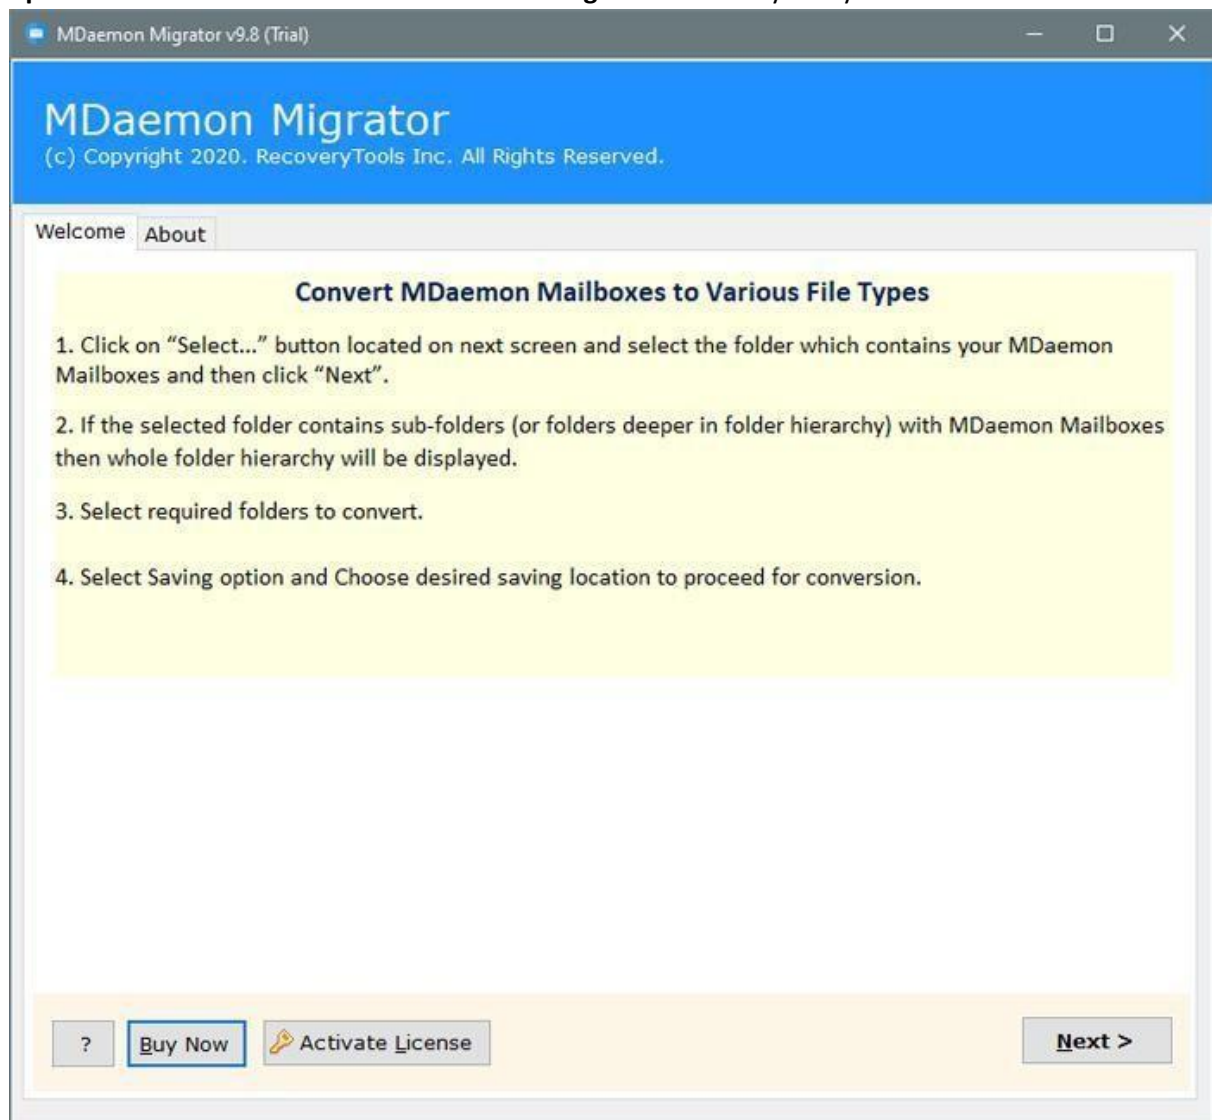 MDaemon Migrator v9.8 (Trial)
MDaemon Migrator
(c) Copyright 2020. RecoveryTools Inc. All Rights Reserved.
Welcome About
Convert MDaemon Mailboxes to Various File Types
1. Click on “Select...” button located on next screen and select the folder which contains your MDaemon
Mailboxes and then click “Next”.
2. If the selected folder contains sub-folders (or folders deeper in folder hierarchy) with MDaemon Mailboxes
then whole folder hierarchy will be displayed.
3. Select required folders to convert.
4. Select Saving option and Choose desired saving location to proceed for conversion.
? Buy Now Activate License Next >